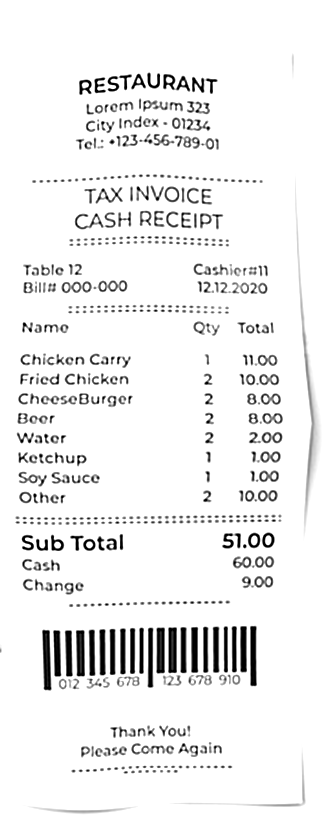 RESTAURANT
Lorem Ipsum 323
City Index - 01234
Tel.: +123-456-789-01
TAX INVOICE
CASH RECEIPT
Table 12 Cashier#11
Bill# 000-000 12.12.2020
Name Qty Total
Chicken Carry 1 11.00
Fried Chicken 2 10.00
CheeseBurger 2 8.00
Beer 2 8.00
Water 2 2.00
Ketchup 1 1.00
Soy Sauce 1 1.00
Other 2 10.00
Sub Total 51.00
Cash 60.00
Change 9.00
012 345 678 123 678 910
Thank You!
Please Come Again